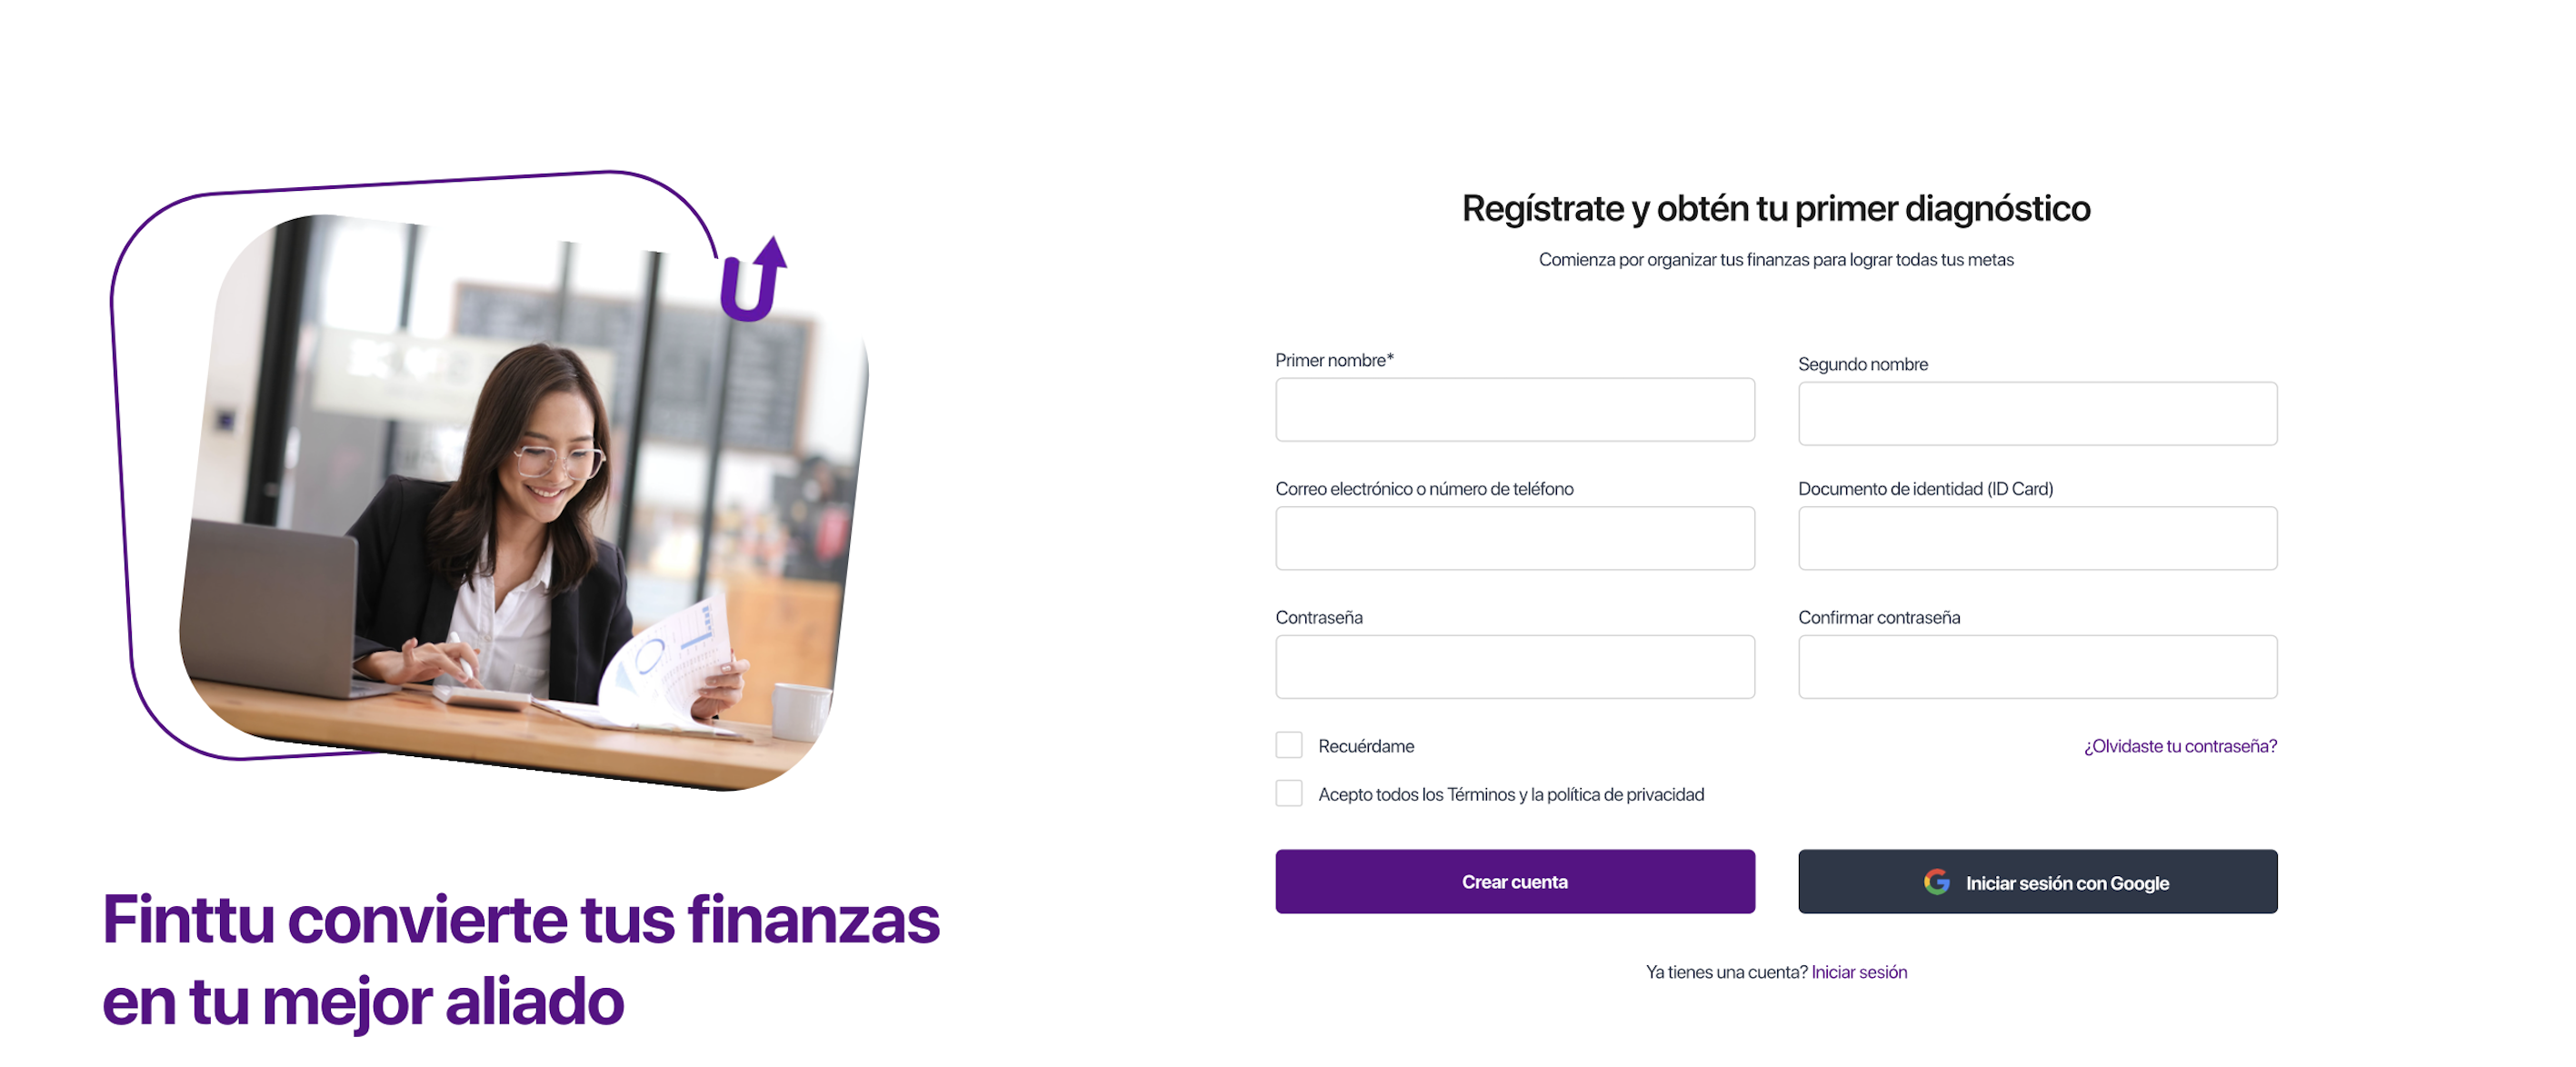 U
Finttu convierte tus finanzas
en tu mejor aliado
Regístrate y obtén tu primer diagnóstico
Comienza por organizar tus finanzas para lograr todas tus metas
Primer nombre*
Segundo nombre
Correo electrónico o número de teléfono
Documento de identidad (ID Card)
Contraseña
Confirmar contraseña
Recuérdame
¿Olvidaste tu contraseña?
Acepto todos los Términos y la política de privacidad
Crear cuenta
Iniciar sesión con Google
Ya tienes una cuenta? Iniciar sesión